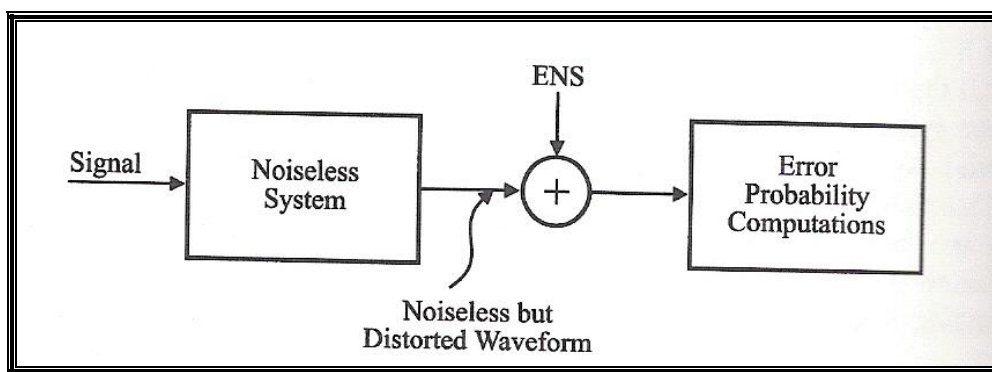 ENS
Signal
Noiseless
System
+
Error
Probability
Computations
Noiseless but
Distorted Waveform